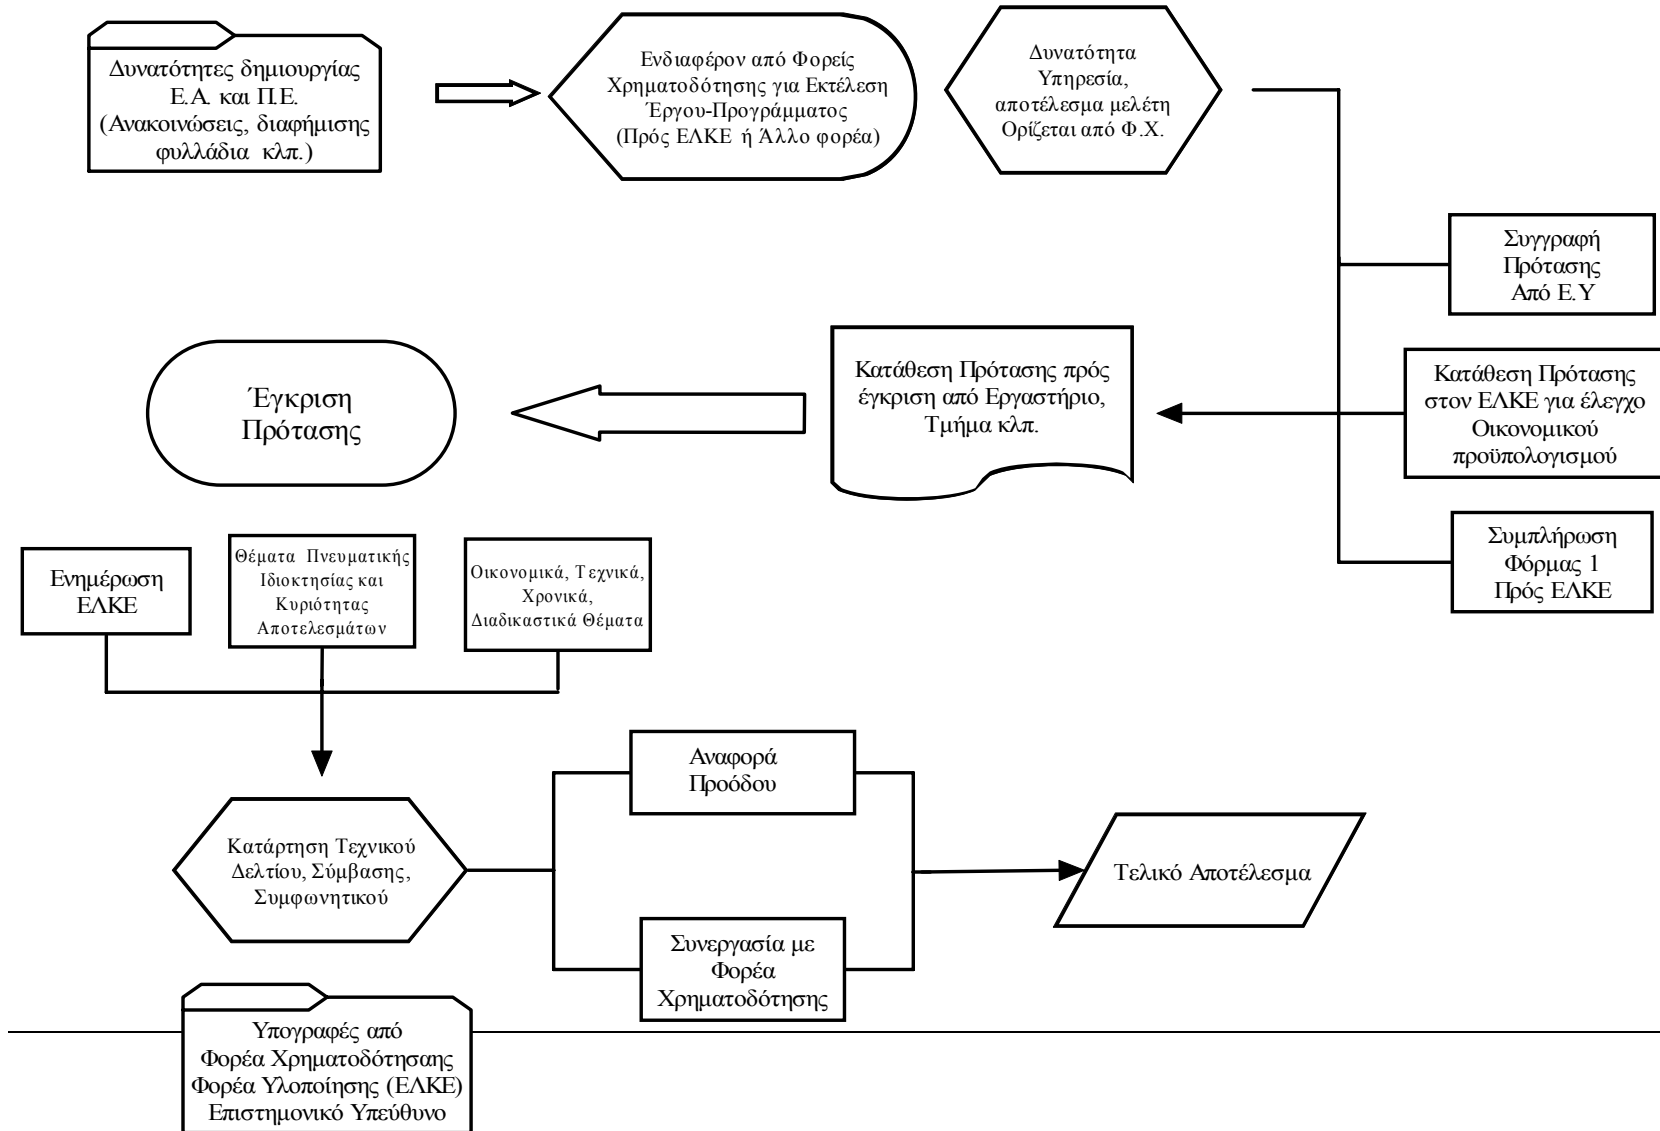 Δυνατότητες δημιουργίας
Ε.Α. και Π.Ε.
(Ανακοινώσεις, διαφήμισης
φυλλάδια κλπ.)
Ενδιαφέρον από Φορείς
Χρηματοδότησης για Εκτέλεση
Έργου-Προγράμματος
(Πρός ΕΛΚΕ ή Άλλο φορέα)
Δυνατότητα
Υπηρεσία,
αποτέλεσμα μελέτη
Ορίζεται από Φ.Χ.
Συγγραφή
Πρότασης
Από Ε.Υ
Κατάθεση Πρότασης
στον ΕΛΚΕ για έλεγχο
Οικονομικού
προϋπολογισμού
Συμπλήρωση
Φόρμας 1
Πρός ΕΛΚΕ
Κατάθεση Πρότασης πρός
έγκριση από Εργαστήριο,
Τμήμα κλπ.
Έγκριση
Πρότασης
Ενημέρωση
ΕΛΚΕ
Θέματα Πνευματικής
Ιδιοκτησίας και
Κυριότητας
Αποτελεσμάτων
Οικονομικά, Τεχνικά,
Χρονικά,
Διαδικαστικά Θέματα
Κατάρτηση Τεχνικού
Δελτίου, Σύμβασης,
Συμφωνητικού
Αναφορά
Προόδου
Συνεργασία με
Φορέα
Χρηματοδότησης
Τελικό Αποτέλεσμα
Υπογραφές από
Φορέα Χρηματοδότησαης
Φορέα Υλοποίησης (ΕΛΚΕ)
Επιστημονικό Υπεύθυνο